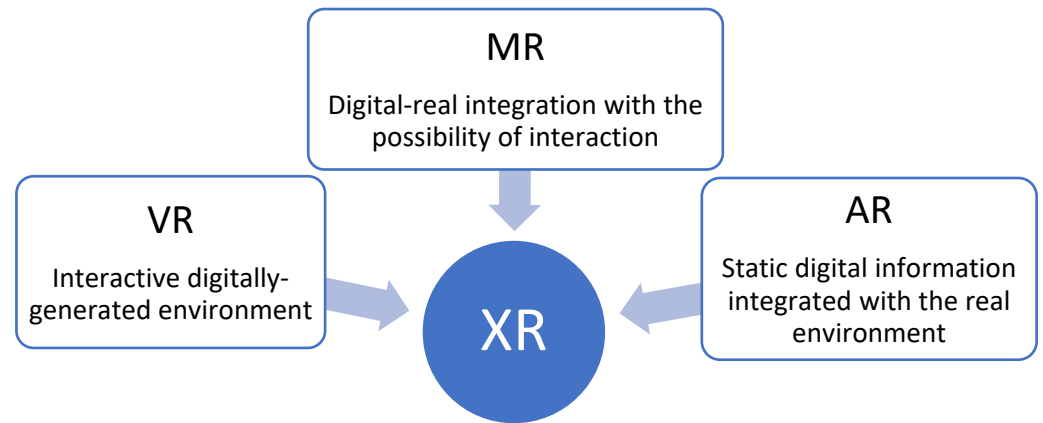 MR
Digital-real integration with the
possibility of interaction
VR
Interactive digitally-
generated environment
AR
Static digital information
integrated with the real
environment
XR